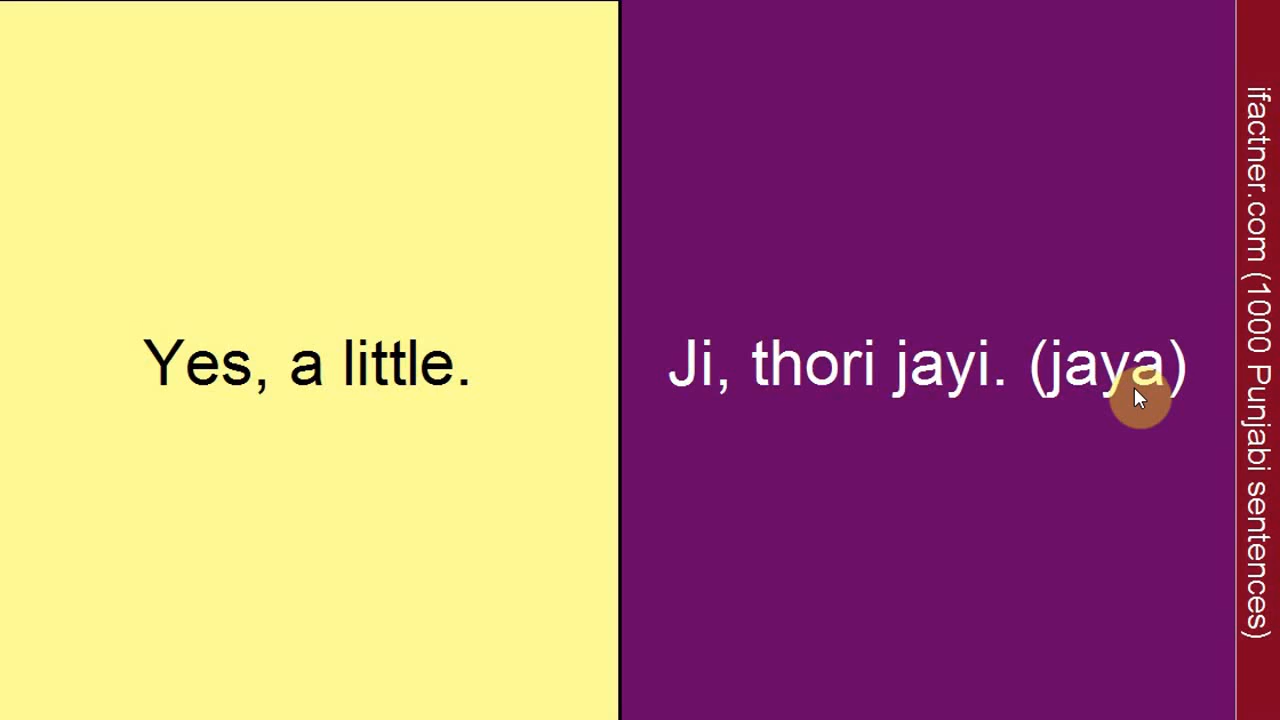 Yes, a little.
Ji, thori jayi. (jaya)
ifactner.com (1000 Punjabi sentences)